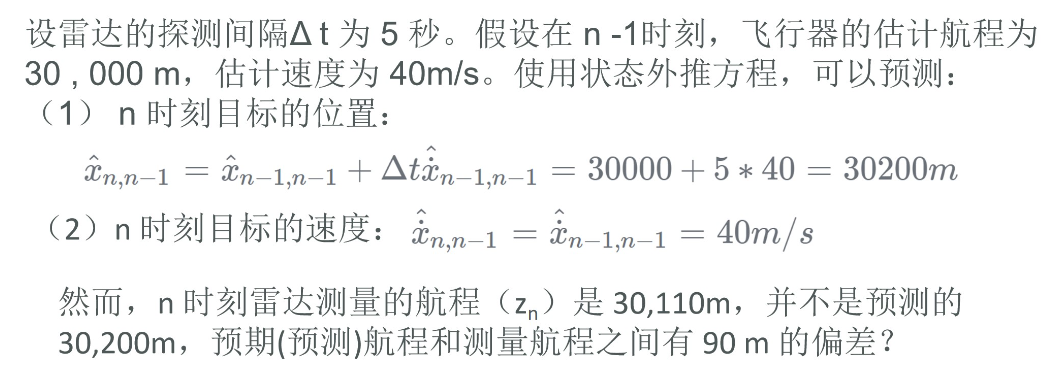 设雷达的探测间隔Δ t 为 5 秒。假设在 n -1时刻，飞行器的估计航程为
30 , 000 m，估计速度为 40m/s。使用状态外推方程，可以预测：
（1） n 时刻目标的位置：
$\hat{x}_{n,n-1} = \hat{x}_{n-1,n-1} + \Delta t\hat{\dot{x}}_{n-1,n-1} = 30000 + 5 * 40 = 30200m$
（2）n 时刻目标的速度： $\hat{\dot{x}}_{n,n-1} = \hat{\dot{x}}_{n-1,n-1} = 40m/s$
然而，n 时刻雷达测量的航程（zₙ）是 30,110m，并不是预测的
30,200m，预期(预测)航程和测量航程之间有 90 m 的偏差？